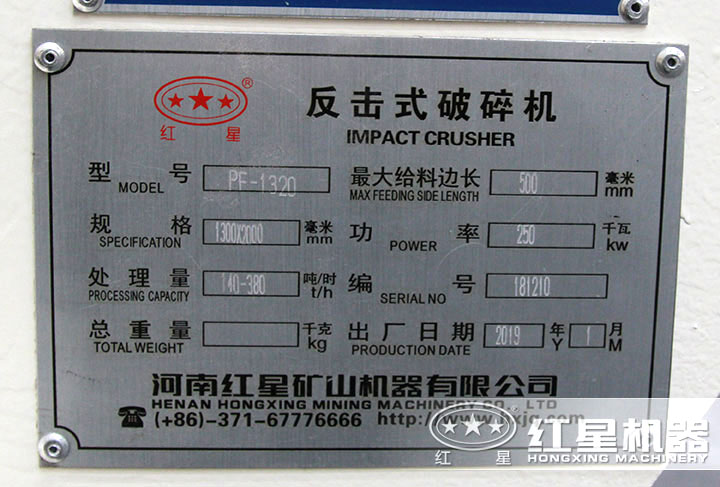 红 星 ®
反击式破碎机
IMPACT CRUSHER
型 号 MODEL PF-1320 最大给料边长 MAX FEEDING SIDE LENGTH 500 毫米 mm
规 格 SPECIFICATION 1300X2000 毫米 mm 功 率 POWER 250 千瓦 kw
处 理 量 PROCESSING CAPACITY 140-380 吨/时 t/h 编 号 SERIAL NO 181210
总 重 量 TOTAL WEIGHT 千克 kg 出 厂 日 期 PRODUCTION DATE 2019 年 Y 1 月 M
河南红星矿山机器有限公司
HENAN HONGXING MINING MACHINERY CO., LTD
(+86)-371-67776666 http://www.
红 星 红星机器
HONGXING MACHINERY